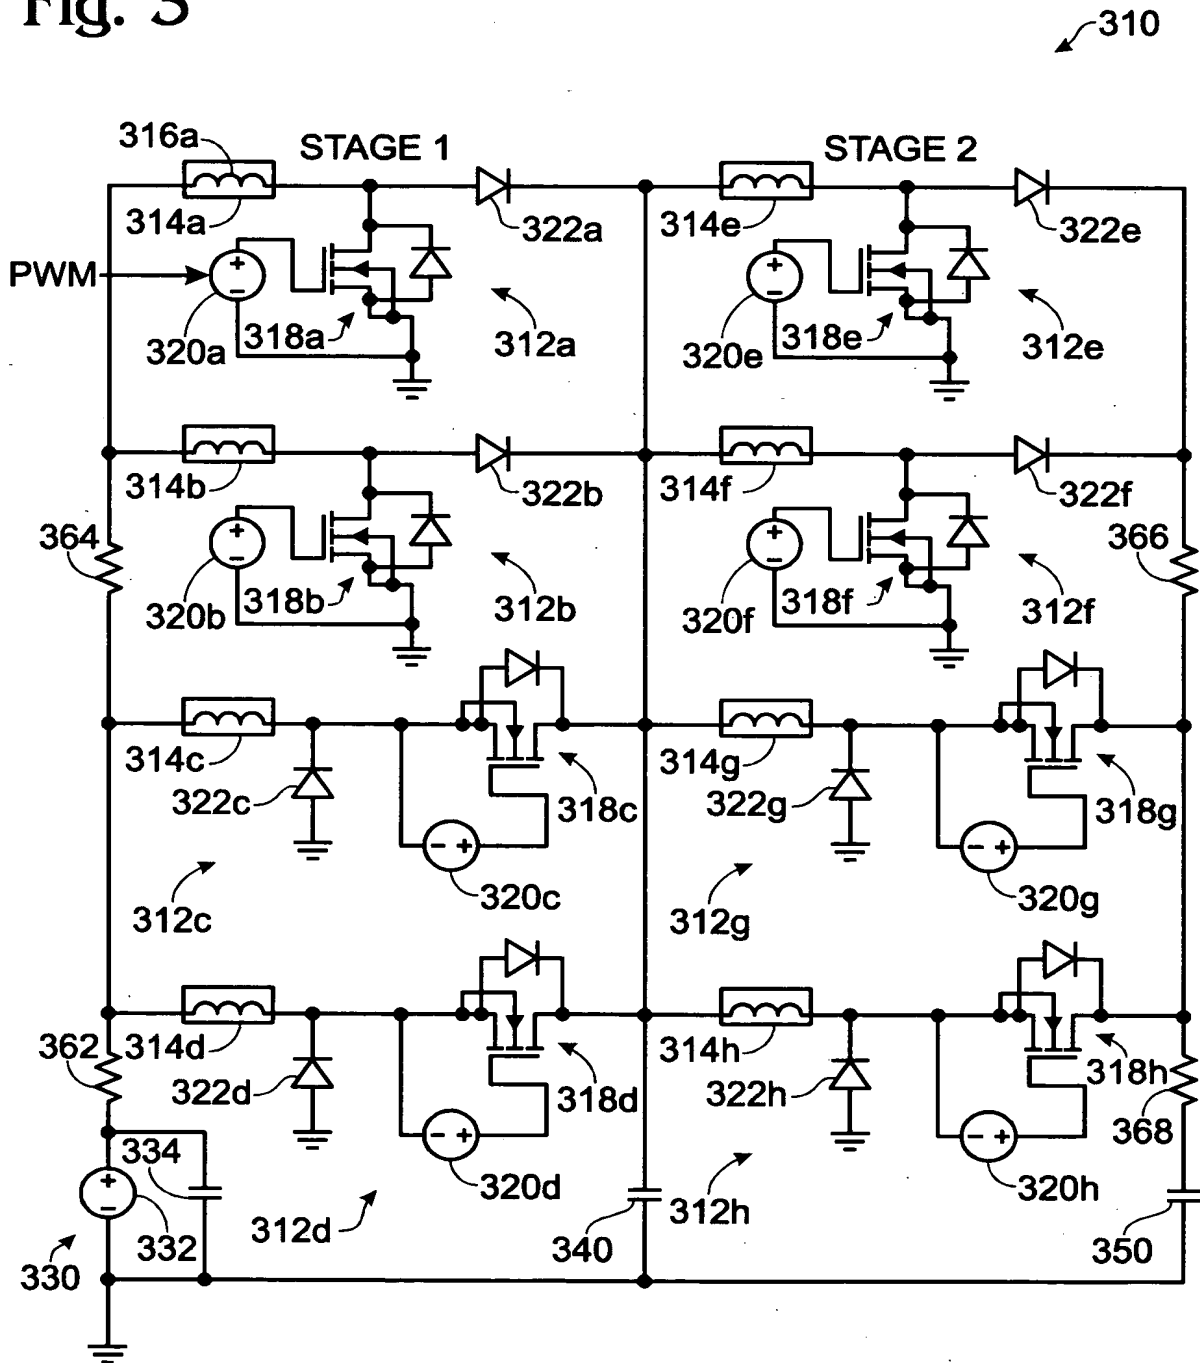 Fig. 3
310
316a
STAGE 1
STAGE 2
314a
322a
314e
322e
PWM
+
−
+
−
318a
318e
320a
312a
320e
312e
314b
322b
314f
322f
364
+
−
+
−
366
318b
318f
320b
312b
320f
312f
314c
314g
322c
318c
322g
318g
− +
− +
320c
320g
312c
312g
362
314d
314h
322d
318d
322h
318h
− +
− +
368
334
320d
320h
+
−
312d
312h
332
340
350
330